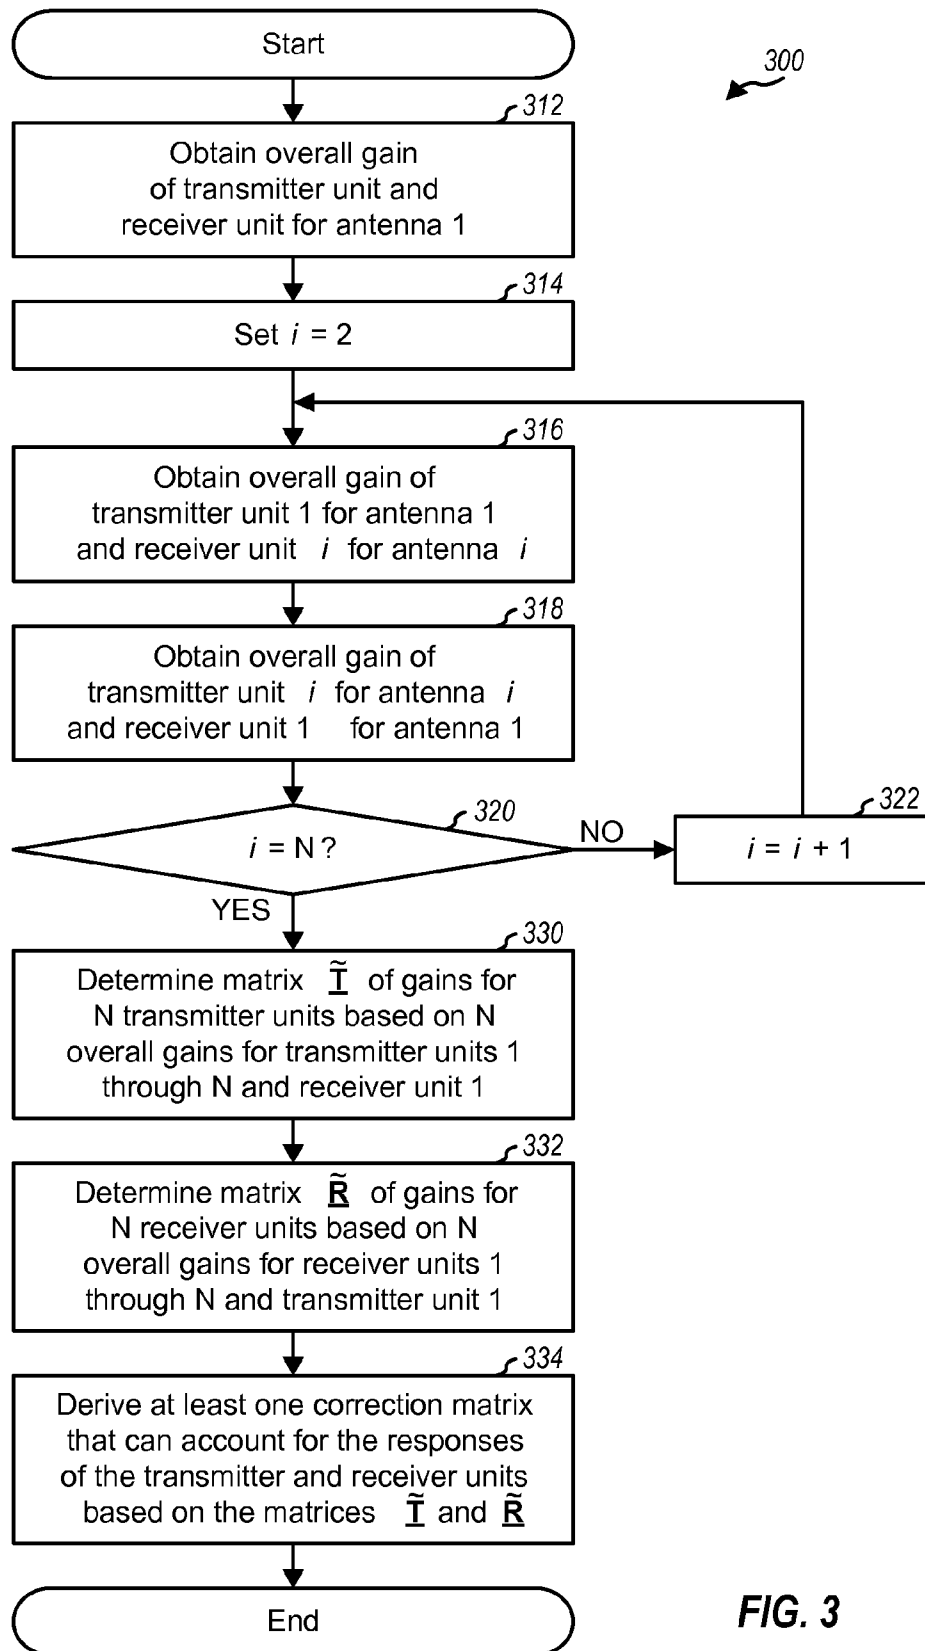 Start
300
312
Obtain overall gain
of transmitter unit and
receiver unit for antenna 1
314
Set i = 2
316
Obtain overall gain of
transmitter unit 1 for antenna 1
and receiver unit i for antenna i
318
Obtain overall gain of
transmitter unit i for antenna i
and receiver unit 1 for antenna 1
320
i = N?
NO
322
i = i + 1
YES
330
Determine matrix T̲̃ of gains for
N transmitter units based on N
overall gains for transmitter units 1
through N and receiver unit 1
332
Determine matrix R̲̃ of gains for
N receiver units based on N
overall gains for receiver units 1
through N and transmitter unit 1
334
Derive at least one correction matrix
that can account for the responses
of the transmitter and receiver units
based on the matrices T̲̃ and R̲̃
End
FIG. 3